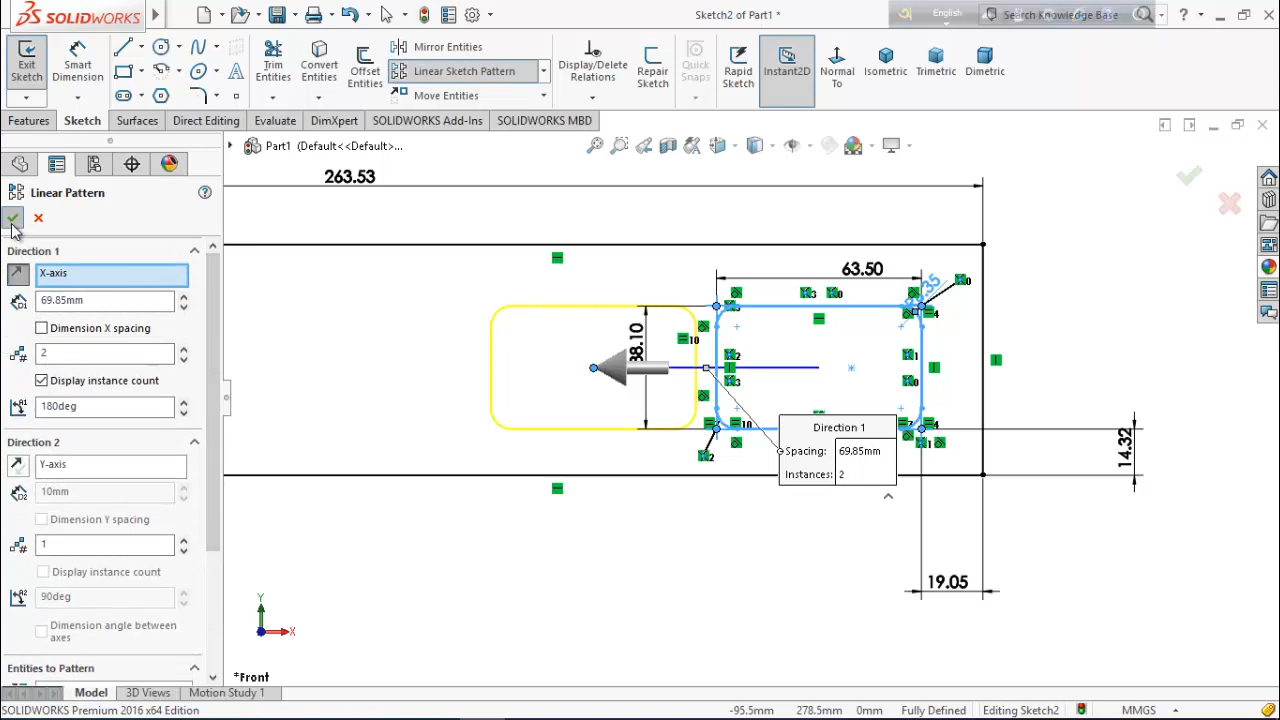 SOLIDWORKS
Sketch2 of Part1 *
English
Search Knowledge Base
Exit Sketch
Smart Dimension
Trim Entities
Convert Entities
Offset Entities
Mirror Entities
Linear Sketch Pattern
Move Entities
Display/Delete Relations
Repair Sketch
Quick Snaps
Rapid Sketch
Instant2D
Normal To
Isometric
Trimetric
Dimetric
Features
Sketch
Surfaces
Direct Editing
Evaluate
DimXpert
SOLIDWORKS Add-Ins
SOLIDWORKS MBD
Part1 (Default<<Default>...
Linear Pattern
Direction 1
X-axis
69.85mm
Dimension X spacing
2
Display instance count
180deg
Direction 2
Y-axis
10mm
Dimension Y spacing
1
Display instance count
90deg
Dimension angle between axes
Entities to Pattern
263.53
63.50
14.32
19.05
Direction 1
Spacing: 69.85mm
Instances: 2
Y
X
*Front
Model
3D Views
Motion Study 1
SOLIDWORKS Premium 2016 x64 Edition
-95.5mm
278.5mm
0mm
Fully Defined
Editing Sketch2
MMGS